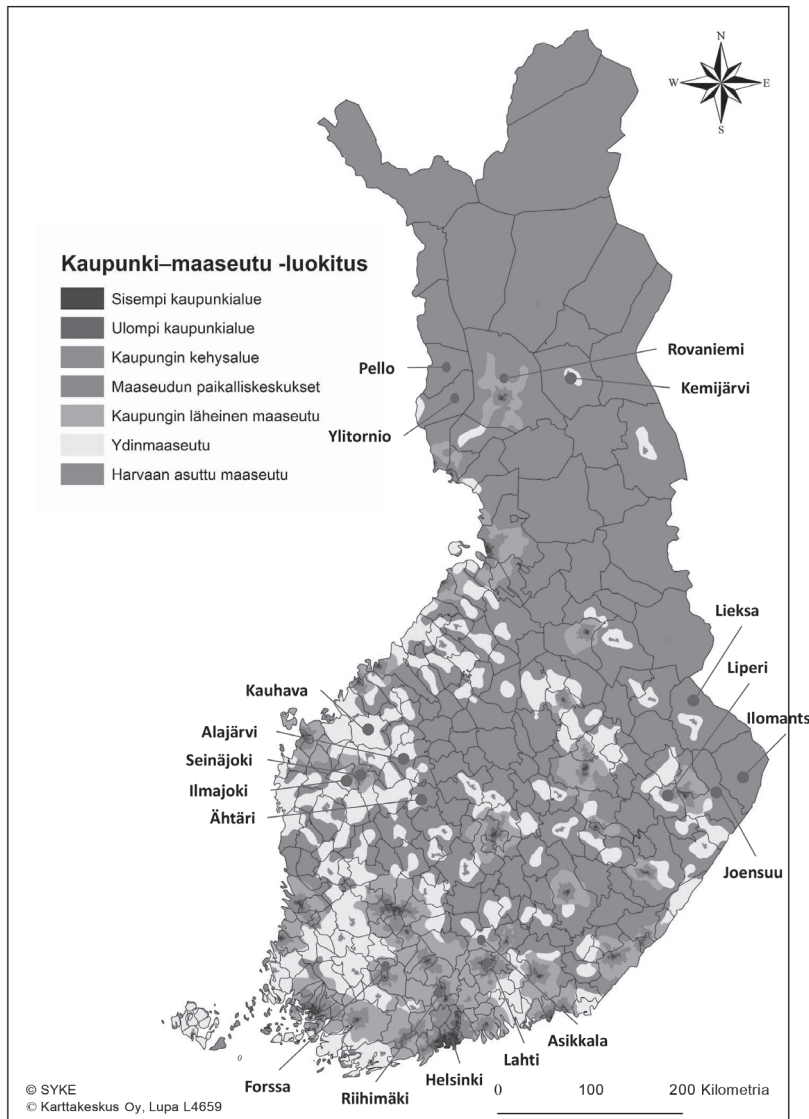 N
W
E
S
Kaupunki–maaseutu -luokitus
Sisempi kaupunkialue
Ulompi kaupunkialue
Kaupungin kehysalue
Maaseudun paikalliskeskukset
Kaupungin läheinen maaseutu
Ydinmaaseutu
Harvaan asuttu maaseutu
Pello
Rovaniemi
Kemijärvi
Ylitornio
Lieksa
Liperi
Ilomants
Kauhava
Alajärvi
Seinäjoki
Ilmajoki
Ähtäri
Joensuu
Asikkala
Lahti
Helsinki
Riihimäki
Forssa
0
© SYKE
© Karttakeskus Oy, Lupa L4659
0 100 200 Kilometria